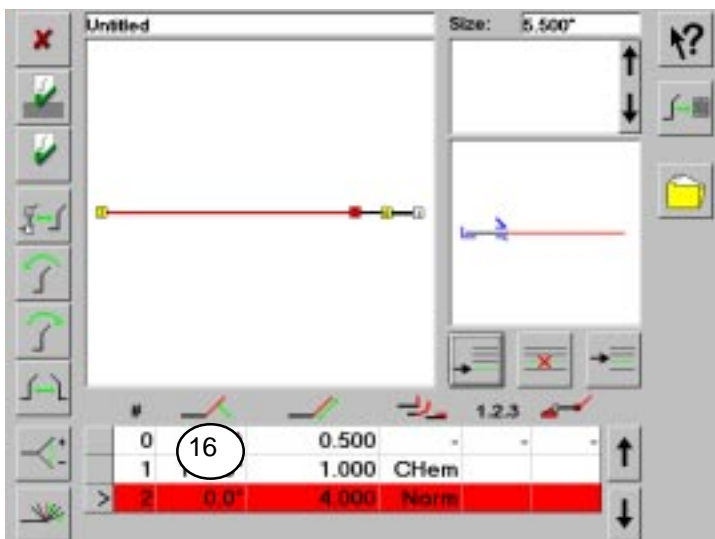 Untitled
Size: 5.500"
?
# 1.2.3
0 16 0.500 - - -
1 1.000 CHem
> 2 0.0° 4.000 Norm